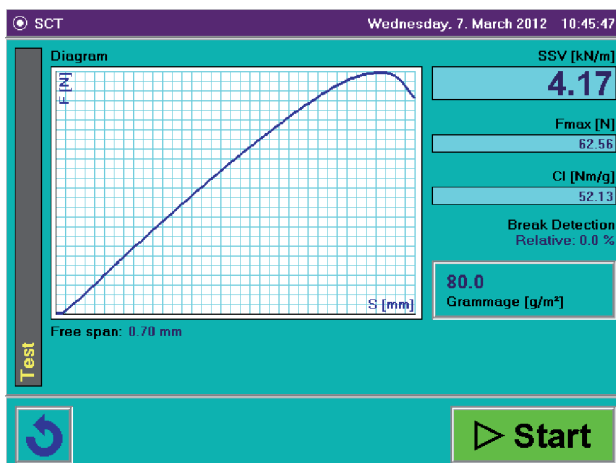 SCT
Wednesday, 7. March 2012 10:45:47
Diagram
F [N]
S [mm]
Free span: 0.70 mm
Test
SSV [kN/m]
4.17
Fmax [N]
62.56
CI [Nm/g]
52.13
Break Detection
Relative: 0.0 %
80.0
Grammage [g/m²]
Start